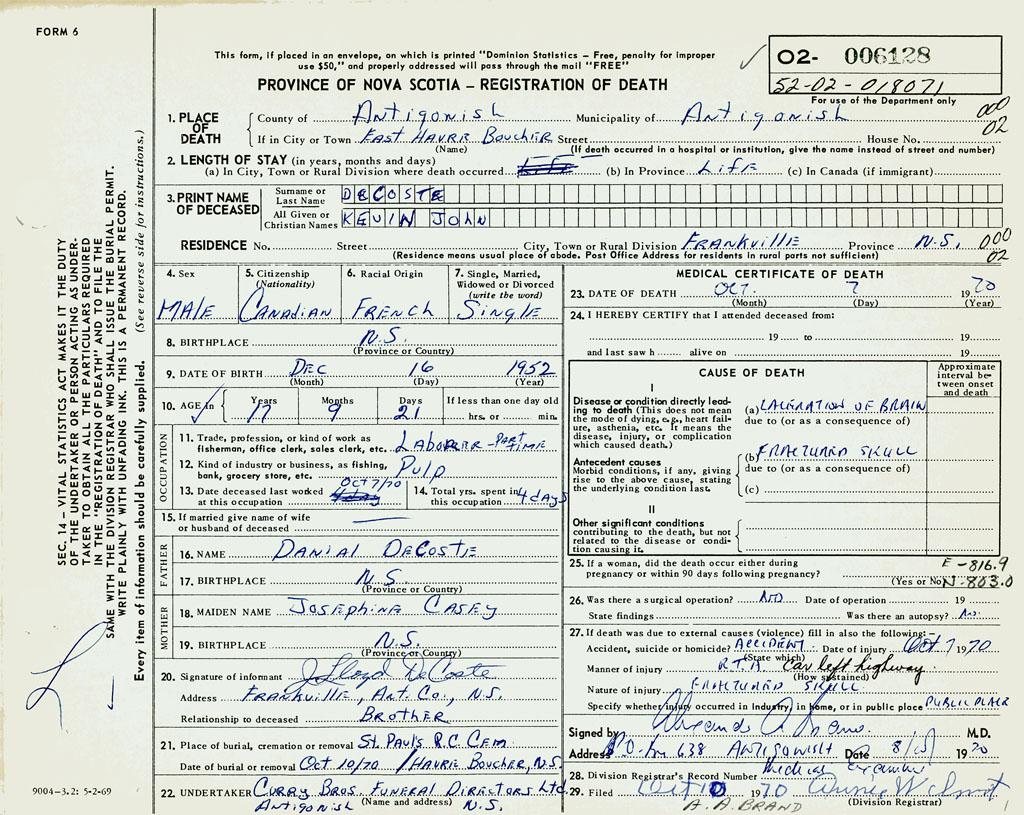 FORM 6
This form, if placed in an envelope, on which is printed "Dominion Statistics – Free, penalty for improper
use $50," and properly addressed will pass through the mail "FREE"
O2- 006128
52-02-018071
For use of the Department only
PROVINCE OF NOVA SCOTIA – REGISTRATION OF DEATH
000
02
1. PLACE OF DEATH
County of Antigonish Municipality of Antigonish
If in City or Town East Havre Boucher Street House No.
(Name) (If death occurred in a hospital or institution, give the name instead of street and number)
2. LENGTH OF STAY (in years, months and days)
(a) In City, Town or Rural Division where death occurred Life (b) In Province Life (c) In Canada (if immigrant)
3. PRINT NAME OF DECEASED
Surname or Last Name DECOSTE
All Given or Christian Names KEVIN JOHN
RESIDENCE No. Street City, Town or Rural Division Frankville Province N.S. 000
02
(Residence means usual place of abode. Post Office Address for residents in rural parts not sufficient)
4. Sex
MALE
5. Citizenship
(Nationality)
Canadian
6. Racial Origin
French
7. Single, Married,
Widowed or Divorced
(write the word)
Single
8. BIRTHPLACE N.S.
(Province or Country)
9. DATE OF BIRTH Dec 16 1952
(Month) (Day) (Year)
10. AGE in Years Months Days If less than one day old
17 9 21 hrs. or min.
OCCUPATION
11. Trade, profession, or kind of work as
fisherman, office clerk, sales clerk, etc. Labourer - Part Time
12. Kind of industry or business, as fishing,
bank, grocery store, etc. Pulp
13. Date deceased last worked
at this occupation Oct 7/70 4 day
14. Total yrs. spent in
this occupation 4 days
15. If married give name of wife
or husband of deceased
FATHER
16. NAME Danial DeCoste
17. BIRTHPLACE N.S.
(Province or Country)
MOTHER
18. MAIDEN NAME Josephine Casey
19. BIRTHPLACE N.S.
(Province or Country)
20. Signature of informant J Lloyd DeCoste
Address Frankville, Ant. Co., N.S.
Relationship to deceased Brother
21. Place of burial, cremation or removal St. Paul's R.C. Cem
Date of burial or removal Oct 10/70 / Havre Boucher, N.S.
22. UNDERTAKER Curry Bros. Funeral Directors Ltd.
(Name and address)
Antigonish N.S.
MEDICAL CERTIFICATE OF DEATH
23. DATE OF DEATH Oct. 7 1970
(Month) (Day) (Year)
24. I HEREBY CERTIFY that I attended deceased from:
19 to 19
and last saw h alive on 19
CAUSE OF DEATH
Approximate
interval be-
tween onset
and death
I
Disease or condition directly lead-
ing to death (This does not mean
the mode of dying, e.g., heart fail-
ure, asthenia, etc. It means the
disease, injury, or complication
which caused death.)
(a) LACERATION OF BRAIN
due to (or as a consequence of)
Antecedent causes
Morbid conditions, if any, giving
rise to the above cause, stating
the underlying condition last.
(b) FRACTURED SKULL
due to (or as a consequence of)
(c)
II
Other significant conditions
contributing to the death, but not
related to the disease or condi-
tion causing it.
25. If a woman, did the death occur either during
pregnancy or within 90 days following pregnancy?
(Yes or No)
E-816.9
N-803.0
26. Was there a surgical operation? No Date of operation 19
State findings Was there an autopsy? No
27. If death was due to external causes (violence) fill in also the following:–
Accident, suicide or homicide? ACCIDENT Date of injury Oct 7 1970
(State which)
Manner of injury RTA Car left highway.
(How sustained)
Nature of injury FRACTURED SKULL
Specify whether injury occurred in Industry, in home, or in public place PUBLIC PLACE
Signed by M.D.
Address P.O. Box 638 ANTIGONISH Date 8/ 1970
Medical Examiner
28. Division Registrar's Record Number
29. Filed Oct 10 1970
(Division Registrar)
A. A. BRAND
SEC. 14 – VITAL STATISTICS ACT MAKES IT THE DUTY
OF THE UNDERTAKER OR PERSON ACTING AS UNDER-
TAKER TO OBTAIN ALL THE PARTICULARS REQUIRED
IN THE "REGISTRATION OF DEATH" AND TO FILE THE
SAME WITH THE DIVISION REGISTRAR WHO SHALL ISSUE THE BURIAL PERMIT.
WRITE PLAINLY WITH UNFADING INK. THIS IS A PERMANENT RECORD.
Every item of information should be carefully supplied. (See reverse side for instructions.)
9004-3.2: 5-2-69